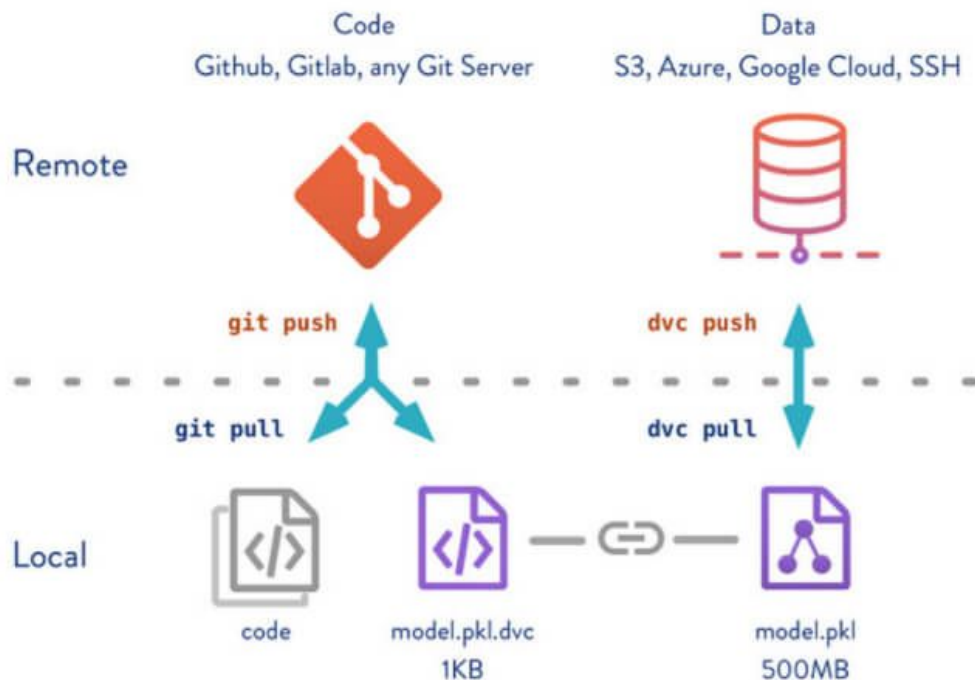 Code
Github, Gitlab, any Git Server
Data
S3, Azure, Google Cloud, SSH
Remote
git push
dvc push
git pull
dvc pull
Local
code
model.pkl.dvc
1KB
model.pkl
500MB